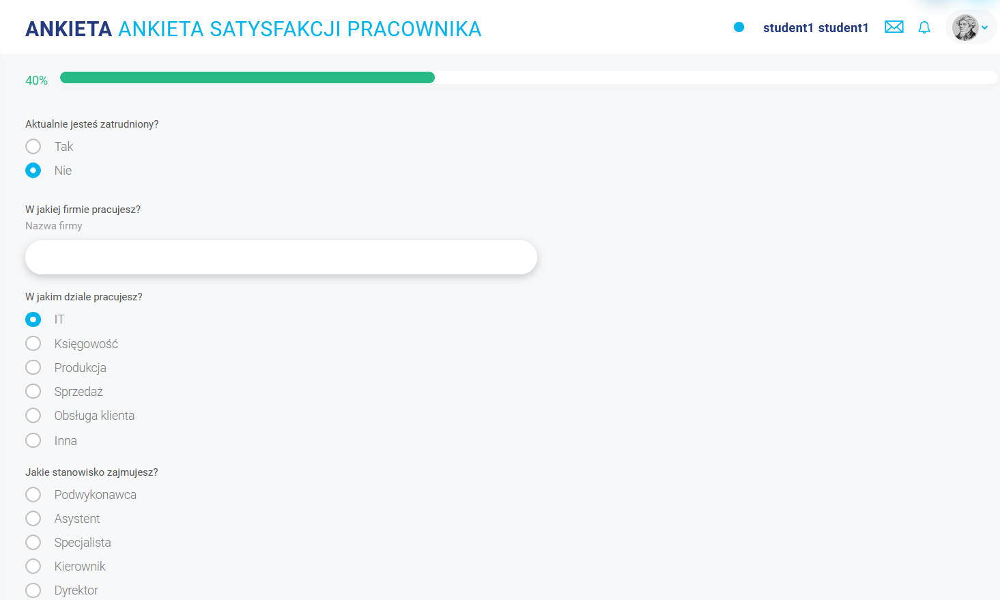 ANKIETA ANKIETA SATYSFAKCJI PRACOWNIKA
student1 student1
40%
Aktualnie jesteś zatrudniony?
Tak
Nie
W jakiej firmie pracujesz?
Nazwa firmy
W jakim dziale pracujesz?
IT
Księgowość
Produkcja
Sprzedaż
Obsługa klienta
Inna
Jakie stanowisko zajmujesz?
Podwykonawca
Asystent
Specjalista
Kierownik
Dyrektor